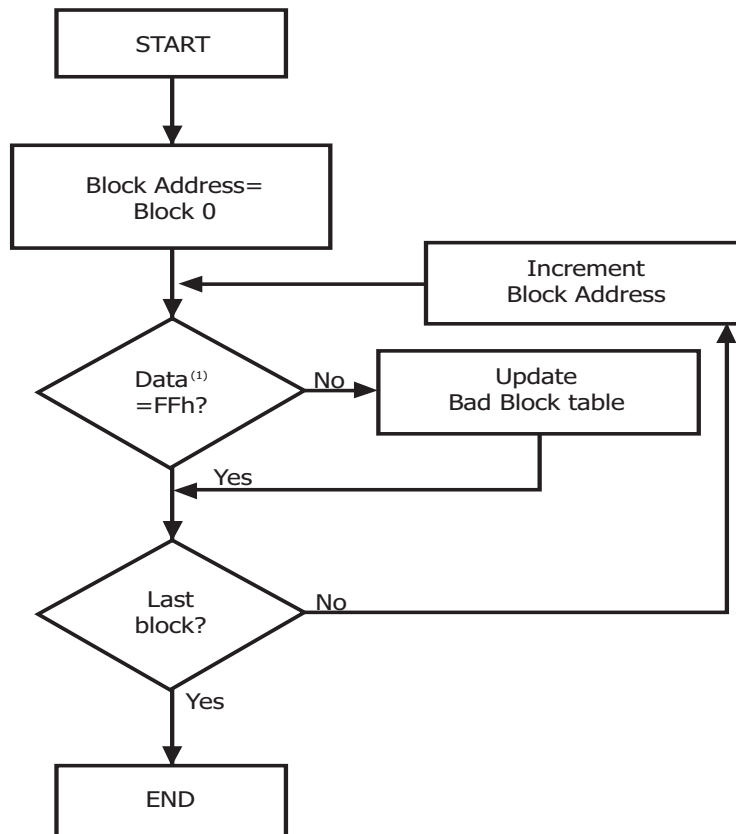 START
Block Address=
Block 0
Increment
Block Address
Data(1)
=FFh?
No
Update
Bad Block table
Yes
Last
block?
No
Yes
END